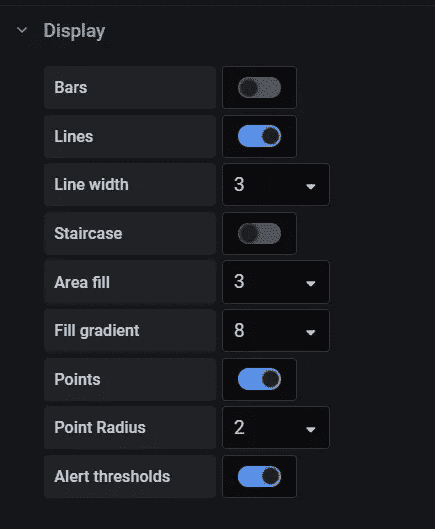 Display
Bars
Lines
Line width 3
Staircase
Area fill 3
Fill gradient 8
Points
Point Radius 2
Alert thresholds